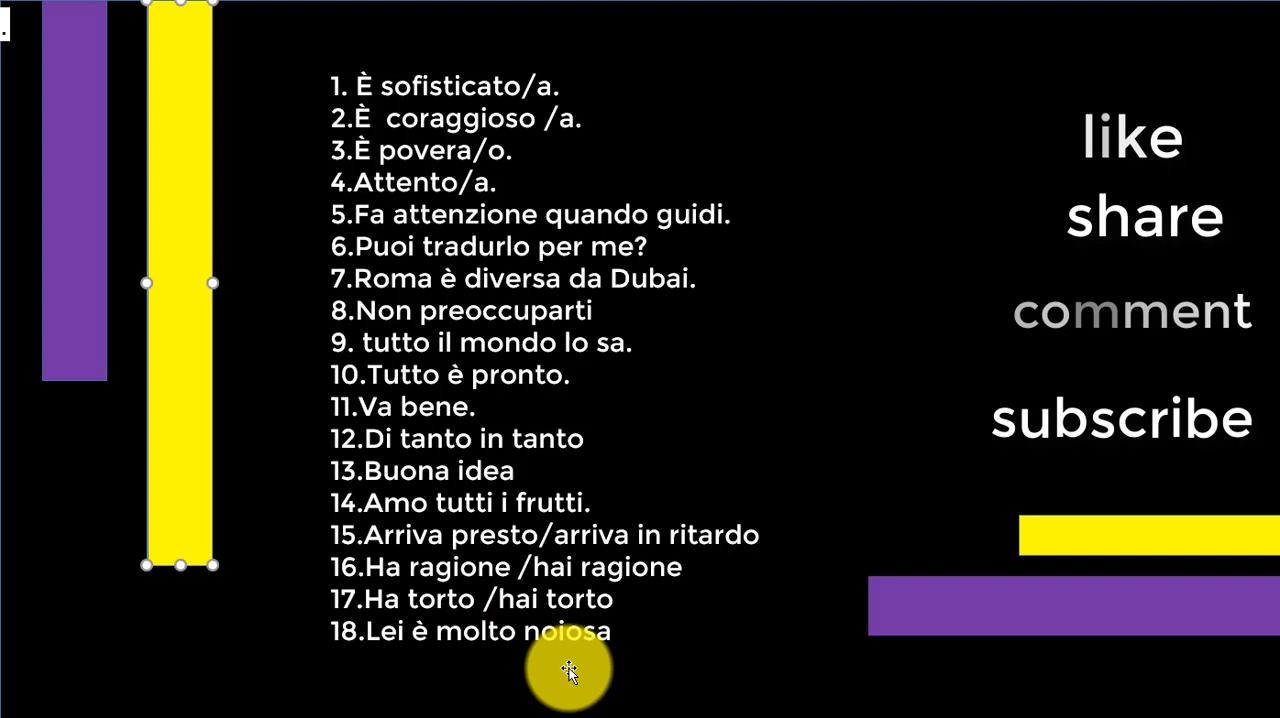 .
1. È sofisticato/a.
2.È  coraggioso /a.
3.È povera/o.
4.Attento/a.
5.Fa attenzione quando guidi.
6.Puoi tradurlo per me?
7.Roma è diversa da Dubai.
8.Non preoccuparti
9. tutto il mondo lo sa.
10.Tutto è pronto.
11.Va bene.
12.Di tanto in tanto
13.Buona idea
14.Amo tutti i frutti.
15.Arriva presto/arriva in ritardo
16.Ha ragione /hai ragione
17.Ha torto /hai torto
18.Lei è molto noiosa
like
share
comment
subscribe